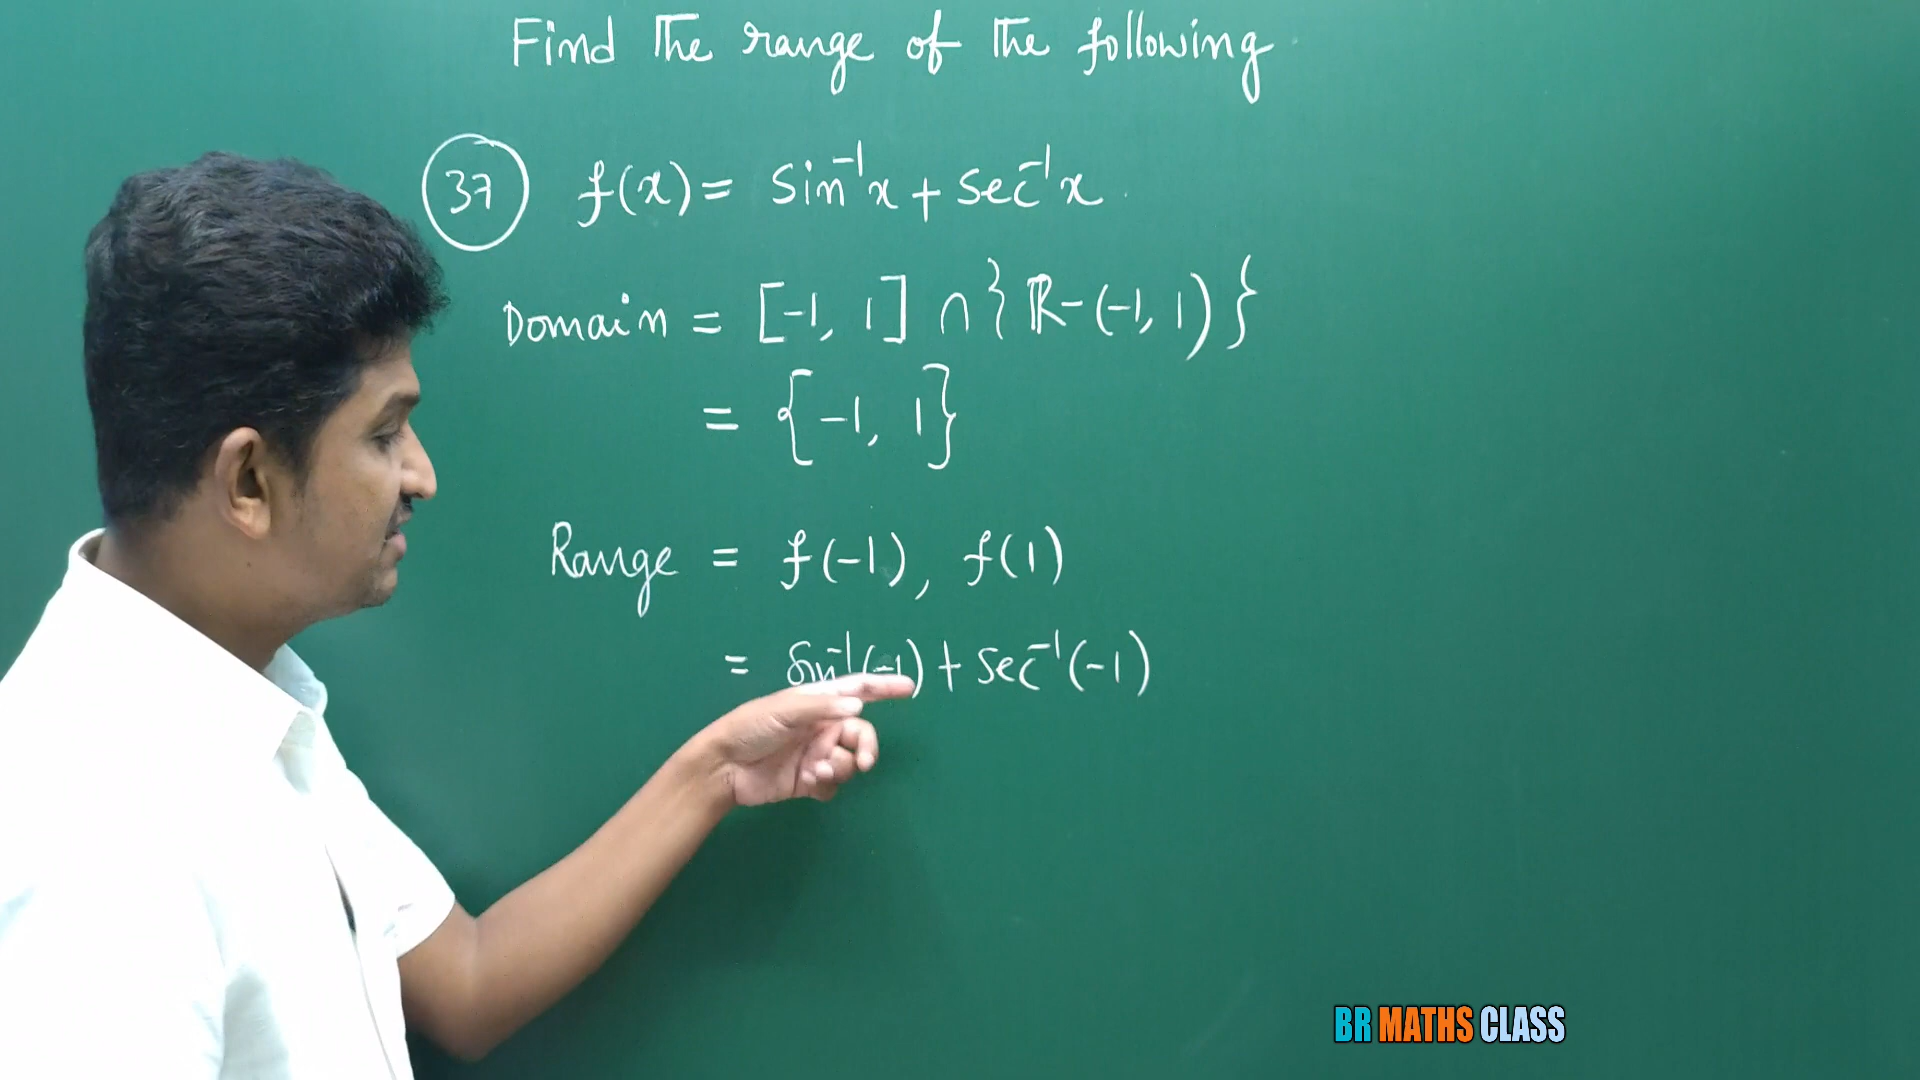 Find the range of the following
37 f(x) = Sin⁻¹x + Sec⁻¹x
Domain = [-1, 1] ∩ {ℝ-(-1, 1)}
= {-1, 1}
Range = f(-1), f(1)
= Sin⁻¹(-1) + Sec⁻¹(-1)
BR MATHS CLASS